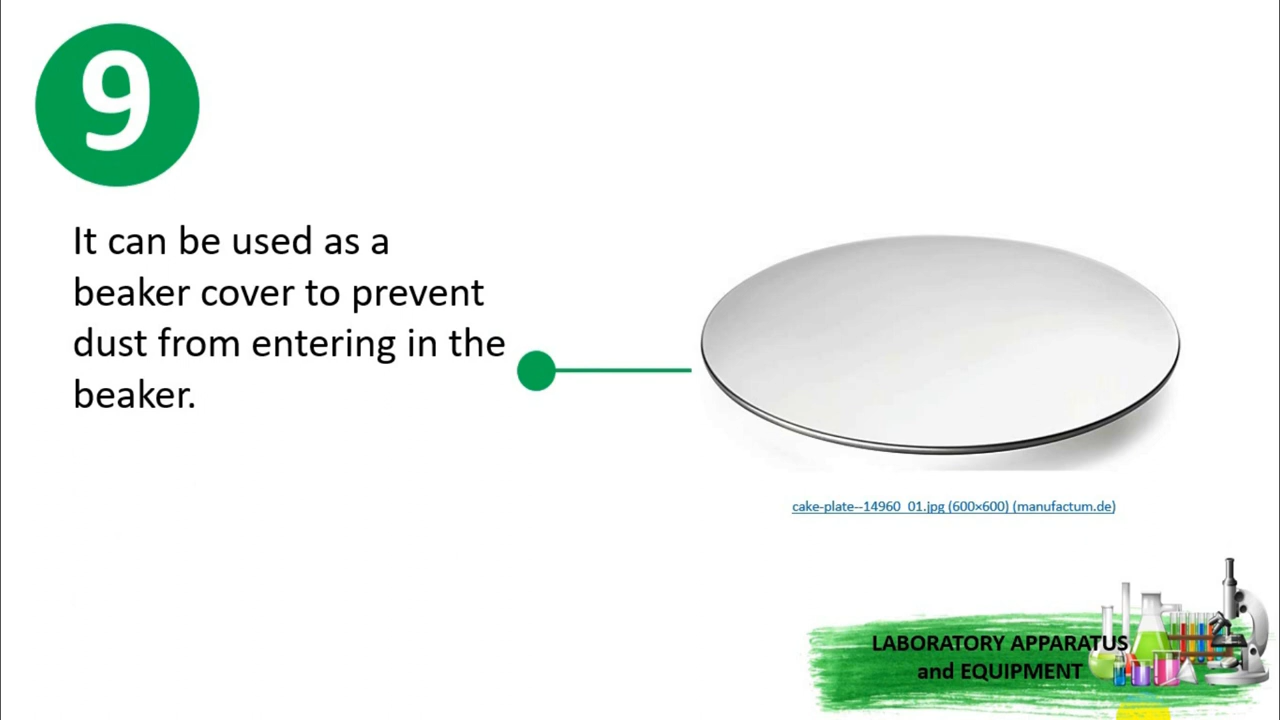 9
It can be used as a
beaker cover to prevent
dust from entering in the
beaker.
cake-plate--14960_01.jpg (600×600) (manufactum.de)
LABORATORY APPARATUS
and EQUIPMENT